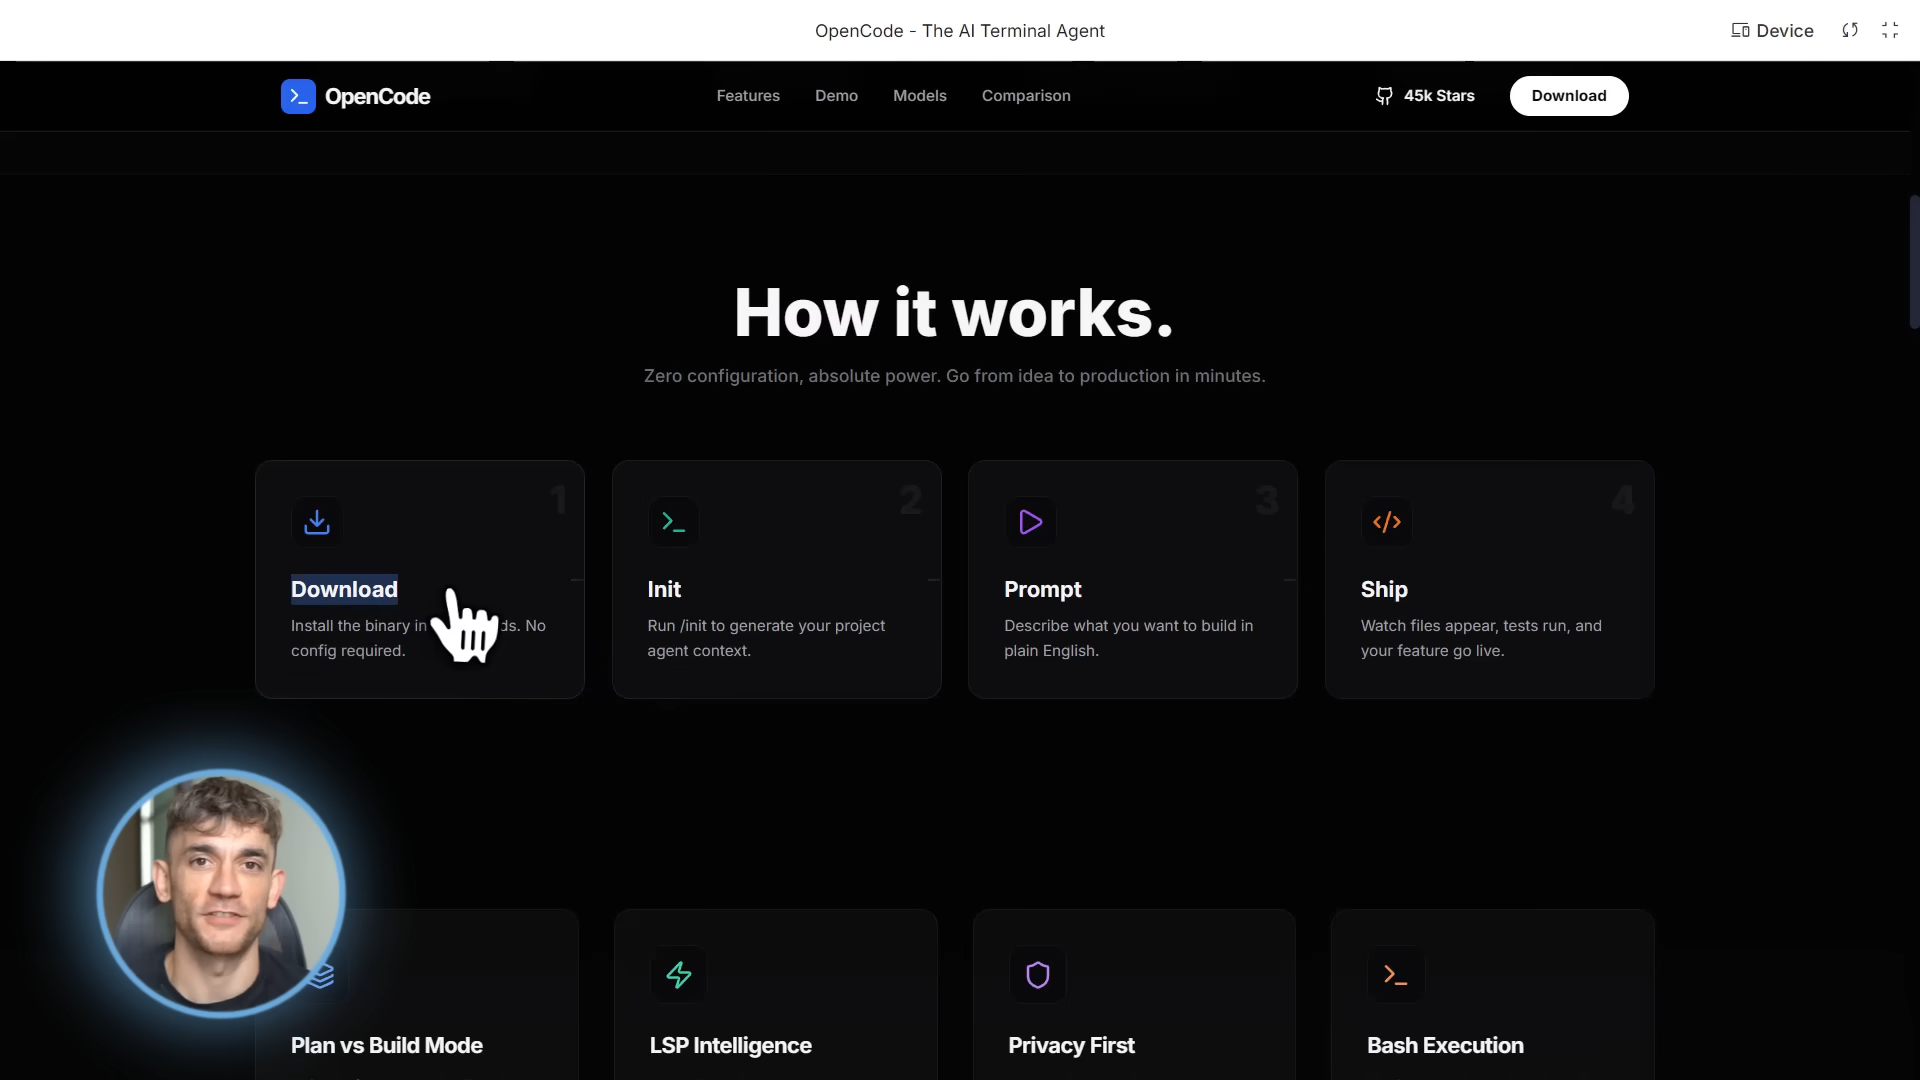 OpenCode - The AI Terminal Agent
Device
OpenCode
Features
Demo
Models
Comparison
45k Stars
Download
How it works.
Zero configuration, absolute power. Go from idea to production in minutes.
1
Download
Install the binary in ds. No
config required.
2
Init
Run /init to generate your project
agent context.
3
Prompt
Describe what you want to build in
plain English.
4
Ship
Watch files appear, tests run, and
your feature go live.
Plan vs Build Mode
LSP Intelligence
Privacy First
Bash Execution